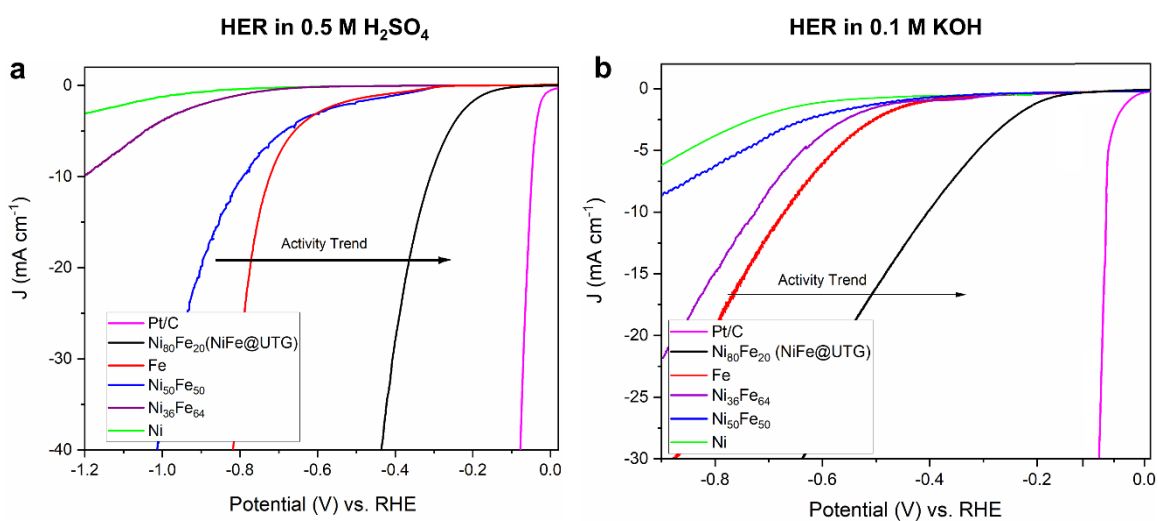 HER in 0.5 M H₂SO₄
HER in 0.1 M KOH
a
0
-10
-20
-30
-40
J (mA cm⁻¹)
Activity Trend
Pt/C
Ni₈₀Fe₂₀(NiFe@UTG)
Fe
Ni₅₀Fe₅₀
Ni₃₆Fe₆₄
Ni
-1.2 -1.0 -0.8 -0.6 -0.4 -0.2 0.0
Potential (V) vs. RHE
b
0
-5
-10
-15
-20
-25
-30
J (mA cm⁻¹)
Activity Trend
Pt/C
Ni₈₀Fe₂₀ (NiFe@UTG)
Fe
Ni₃₆Fe₆₄
Ni₅₀Fe₅₀
Ni
-0.8 -0.6 -0.4 -0.2 0.0
Potential (V) vs. RHE